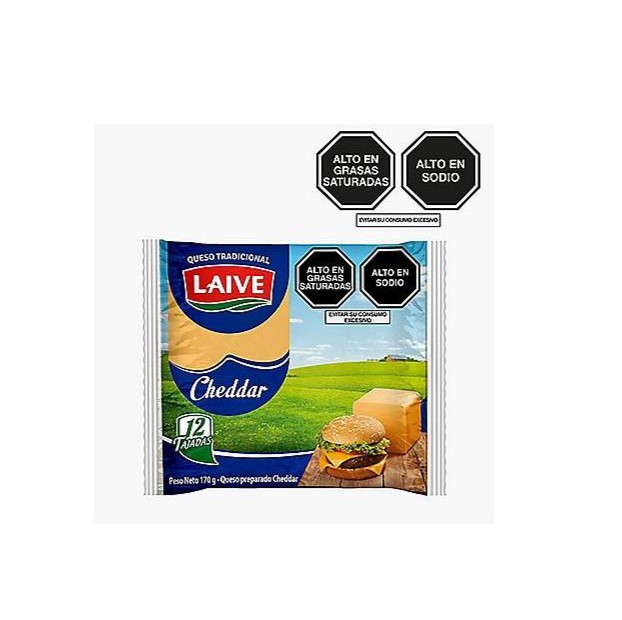 ALTO EN
GRASAS
SATURADAS
ALTO EN
SODIO
EVITAR SU CONSUMO EXCESIVO
QUESO TRADICIONAL
LAIVE
ALTO EN
GRASAS
SATURADAS
ALTO EN
SODIO
EVITAR SU CONSUMO
EXCESIVO
Cheddar
12
TAJADAS
Peso Neto 170 g - Queso preparado Cheddar